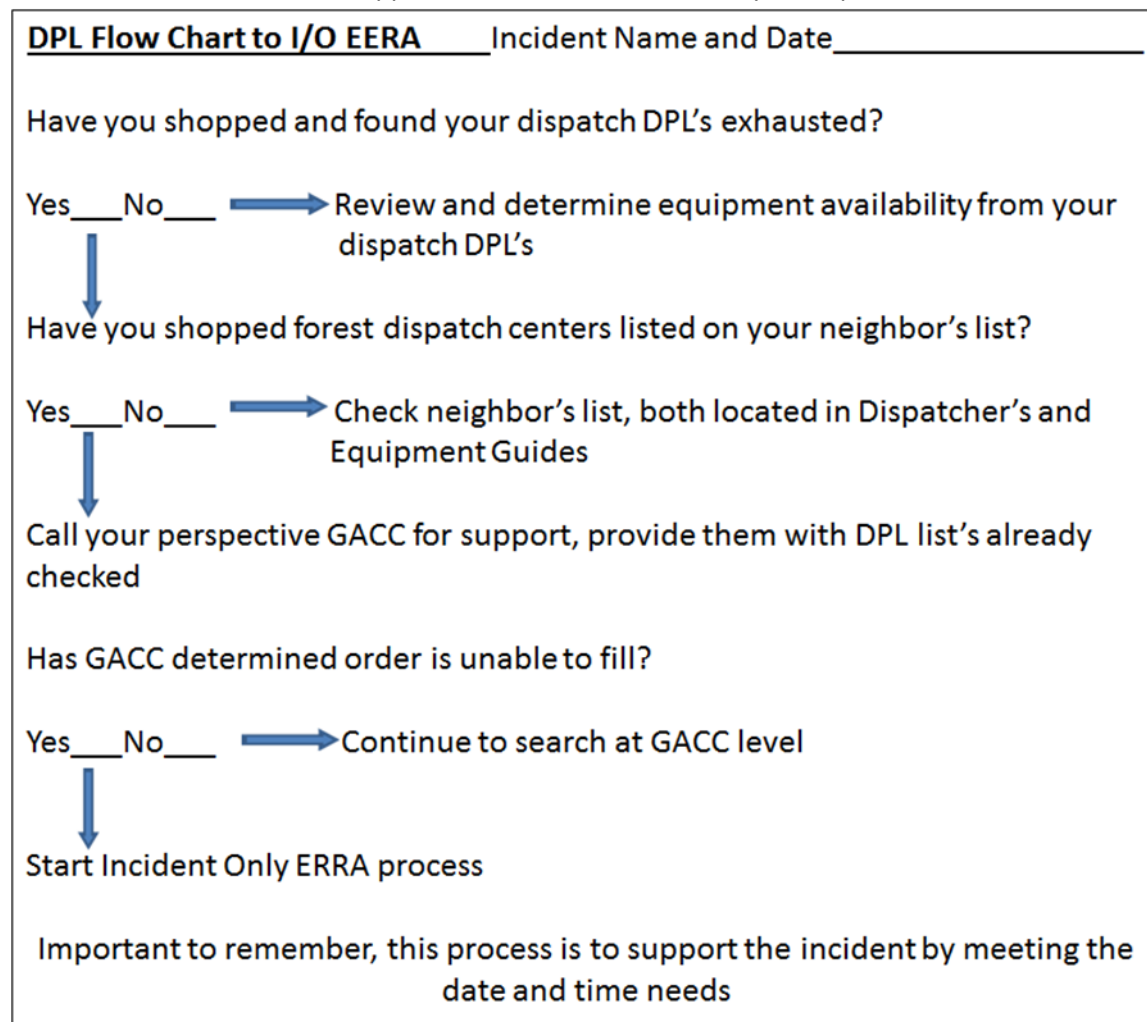 DPL Flow Chart to I/O EERA____Incident Name and Date___________________
Have you shopped and found your dispatch DPL's exhausted?
Yes___No___ Review and determine equipment availability from your
dispatch DPL's
Have you shopped forest dispatch centers listed on your neighbor's list?
Yes___No___ Check neighbor's list, both located in Dispatcher's and
Equipment Guides
Call your perspective GACC for support, provide them with DPL list's already
checked
Has GACC determined order is unable to fill?
Yes___No___ Continue to search at GACC level
Start Incident Only ERRA process
Important to remember, this process is to support the incident by meeting the
date and time needs